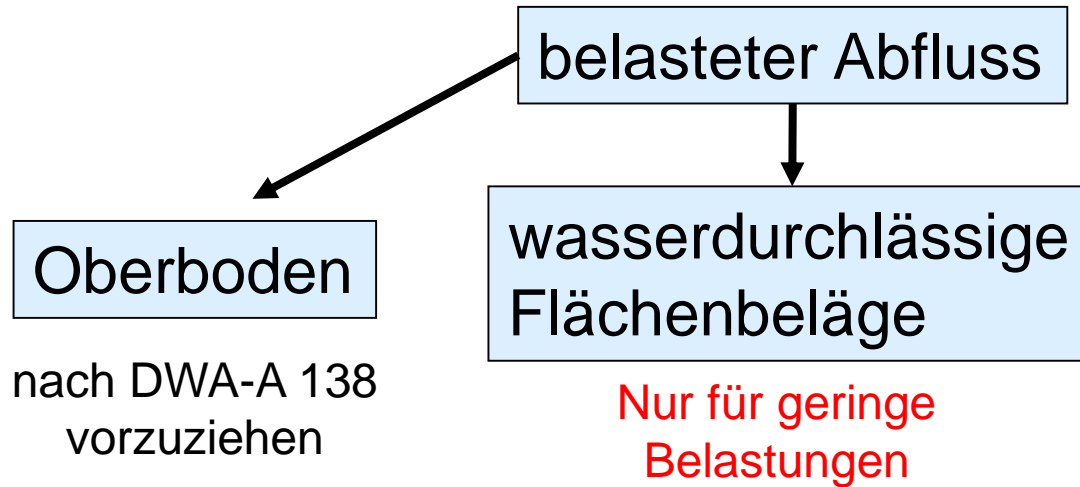 belasteter Abfluss
Oberboden
nach DWA-A 138
vorzuziehen
wasserdurchlässige
Flächenbeläge
Nur für geringe
Belastungen